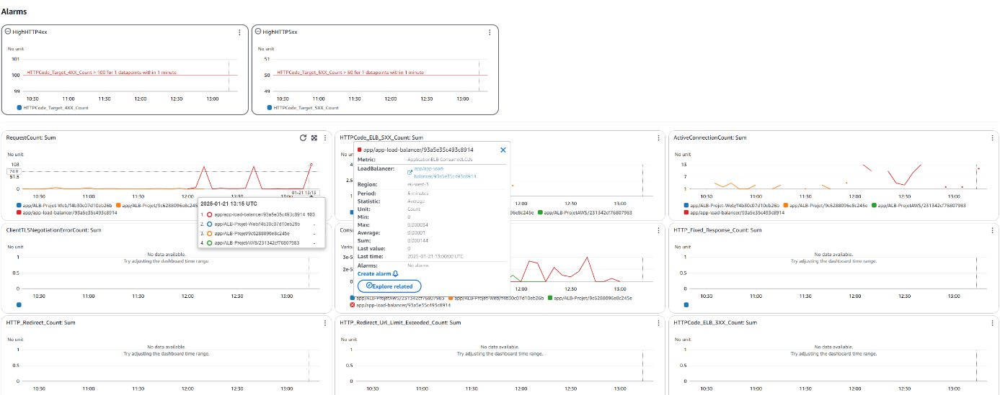 Alarms
HighHTTP4xx
No unit
101
HTTPCode_Target_4XX_Count > 100 for 1 datapoints within 1 minute
100
99
10:30 11:00 11:30 12:00 12:30 13:00
HTTPCode_Target_4XX_Count
HighHTTP5xx
No unit
51
HTTPCode_Target_5XX_Count > 50 for 1 datapoints within 1 minute
50
49
10:30 11:00 11:30 12:00 12:30 13:00
HTTPCode_Target_5XX_Count
RequestCount: Sum
No unit
103
74.8
51.5
0
10:30 11:00 11:30 12:00 12:30 13:00
01-21 13:13
app/ALB-Projet-Web/f4b30c07d10eb26b app/ALB-Projet/9c6288096e8c245
app/app-load-balancer/93a5e35c493c8914
2025-01-21 13:15 UTC
1. app/app-load-balancer/93a5e35c493c8914 103
2. app/ALB-Projet-Web/f4b30c07d10eb26b -
3. app/ALB-Projet/9c6288096e8c245e -
4. app/ALB-ProjetAWS/231342cf76807983 -
HTTPCode_ELB_5XX_Count: Sum
No un
4
2.5
1
12:00 12:30 13:00
c245e app/ALB-ProjetAWS/231342cf76807983
app/app-load-balancer/93a5e35c493c8914
Metric: ApplicationELB ConsumedLCUs
LoadBalancer: app/app-load-
balancer/93a5e35c493c8914
Region: eu-west-3
Period: 5 minutes
Statistic: Average
Unit: Count
Min: 0
Max: 0.000034
Average: 0.00001
Sum: 0.000144
Last value: 0
Last time: 2025-01-21 13:00:00 UTC
Alarms: No alarms
Create alarm
Explore related
ActiveConnectionCount: Sum
No unit
13
7
1
10:30 11:00 11:30 12:00 12:30 13:00
app/ALB-Projet-Web/f4b30c07d10eb26b app/ALB-Projet/9c6288096e8c245e app/ALB-ProjetAWS/231342cf76807983
app/app-load-balancer/93a5e35c493c8914
ClientTLSNegotiationErrorCount: Sum
No unit
1
No data available.
Try adjusting the dashboard time range.
0.5
0
10:30 11:00 11:30 12:00 12:30 13:00
Cons
Variou
3e-5
2e-5
0
12:00 12:30 13:00
app/ALB-ProjetAWS/231342cf76807983 app/ALB-Projet-Web/f4b30c07d10eb26b app/ALB-Projet/9c6288096e8c245e
app/app-load-balancer/93a5e35c493c8914
HTTP_Fixed_Response_Count: Sum
No unit
1
No data available.
Try adjusting the dashboard time range.
0.5
0
10:30 11:00 11:30 12:00 12:30 13:00
HTTP_Redirect_Count: Sum
No unit
1
No data available.
Try adjusting the dashboard time range.
0.5
0
10:30 11:00 11:30 12:00 12:30 13:00
HTTP_Redirect_Url_Limit_Exceeded_Count: Sum
No unit
1
No data available.
Try adjusting the dashboard time range.
0.5
0
10:30 11:00 11:30 12:00 12:30 13:00
HTTPCode_ELB_3XX_Count: Sum
No unit
1
No data available.
Try adjusting the dashboard time range.
0.5
0
10:30 11:00 11:30 12:00 12:30 13:00